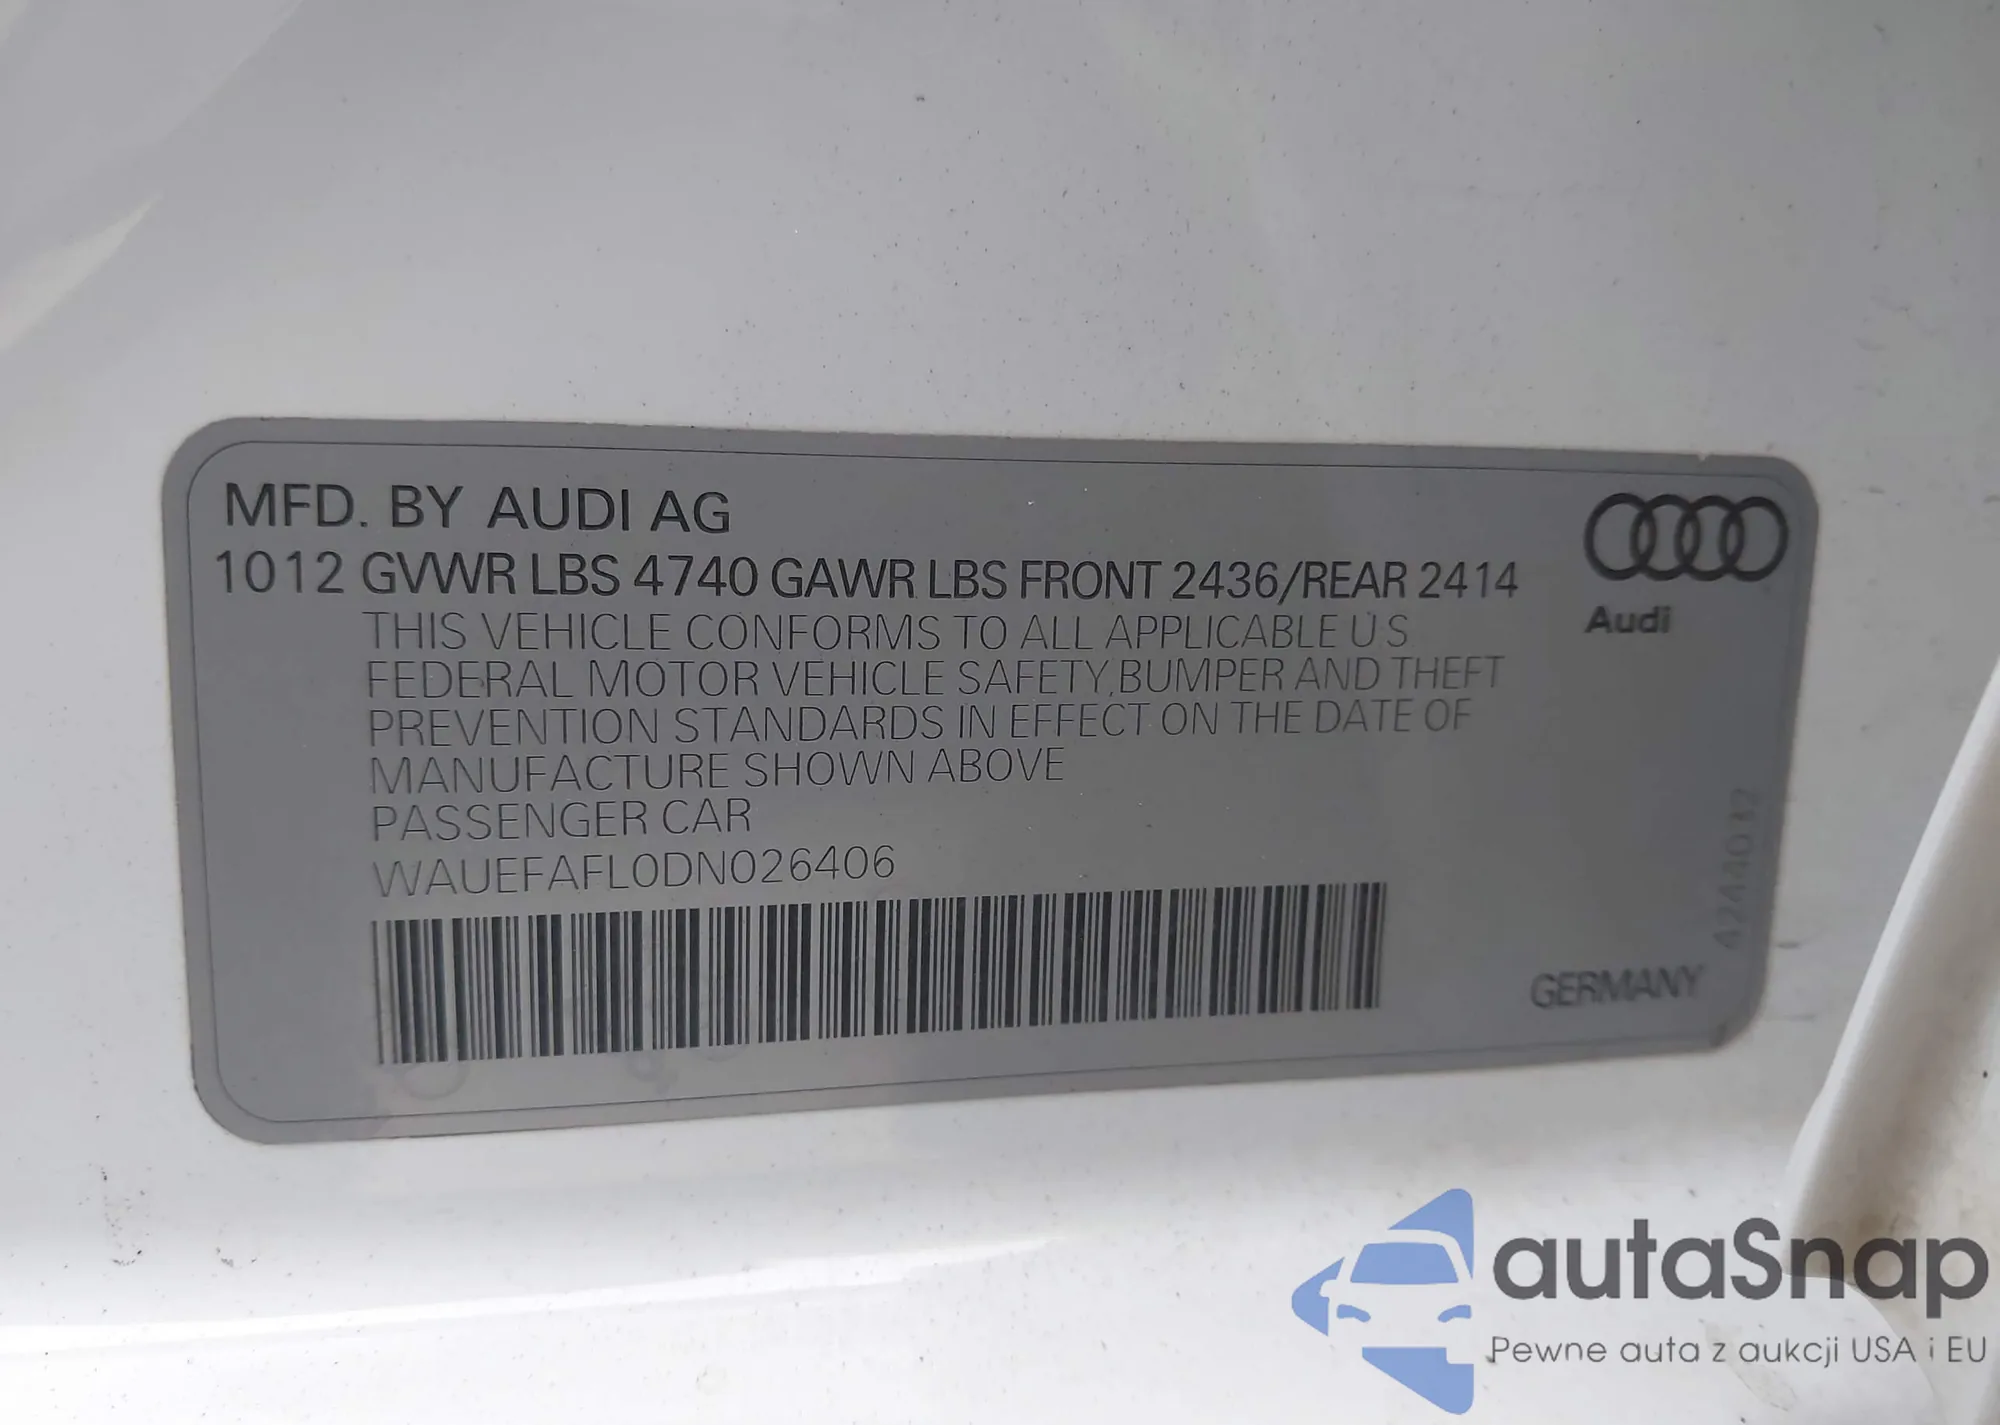 MFD. BY AUDI AG
1012 GVWR LBS 4740 GAWR LBS FRONT 2436/REAR 2414
THIS VEHICLE CONFORMS TO ALL APPLICABLE U S
FEDERAL MOTOR VEHICLE SAFETY,BUMPER AND THEFT
PREVENTION STANDARDS IN EFFECT ON THE DATE OF
MANUFACTURE SHOWN ABOVE
PASSENGER CAR
WAUEFAFL0DN026406
Audi
4244032
GERMANY
autaSnap
Pewne auta z aukcji USA i EU